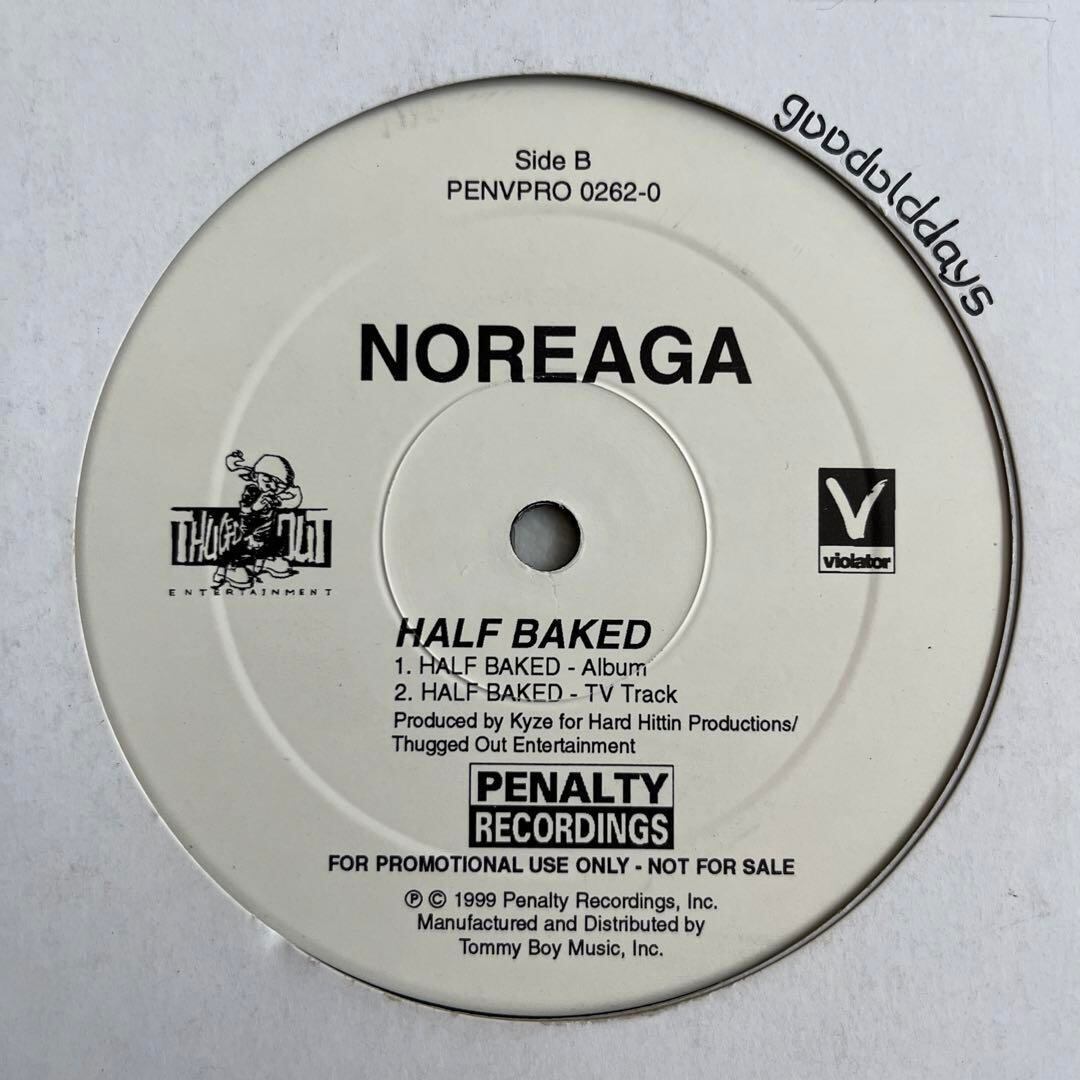 goodolddays
Side B
PENVPRO 0262-0
NOREAGA
THUGED OUT
ENTERTAINMENT
V
violator
HALF BAKED
1. HALF BAKED - Album
2. HALF BAKED - TV Track
Produced by Kyze for Hard Hittin Productions/
Thugged Out Entertainment
PENALTY
RECORDINGS
FOR PROMOTIONAL USE ONLY - NOT FOR SALE
℗ © 1999 Penalty Recordings, Inc.
Manufactured and Distributed by
Tommy Boy Music, Inc.